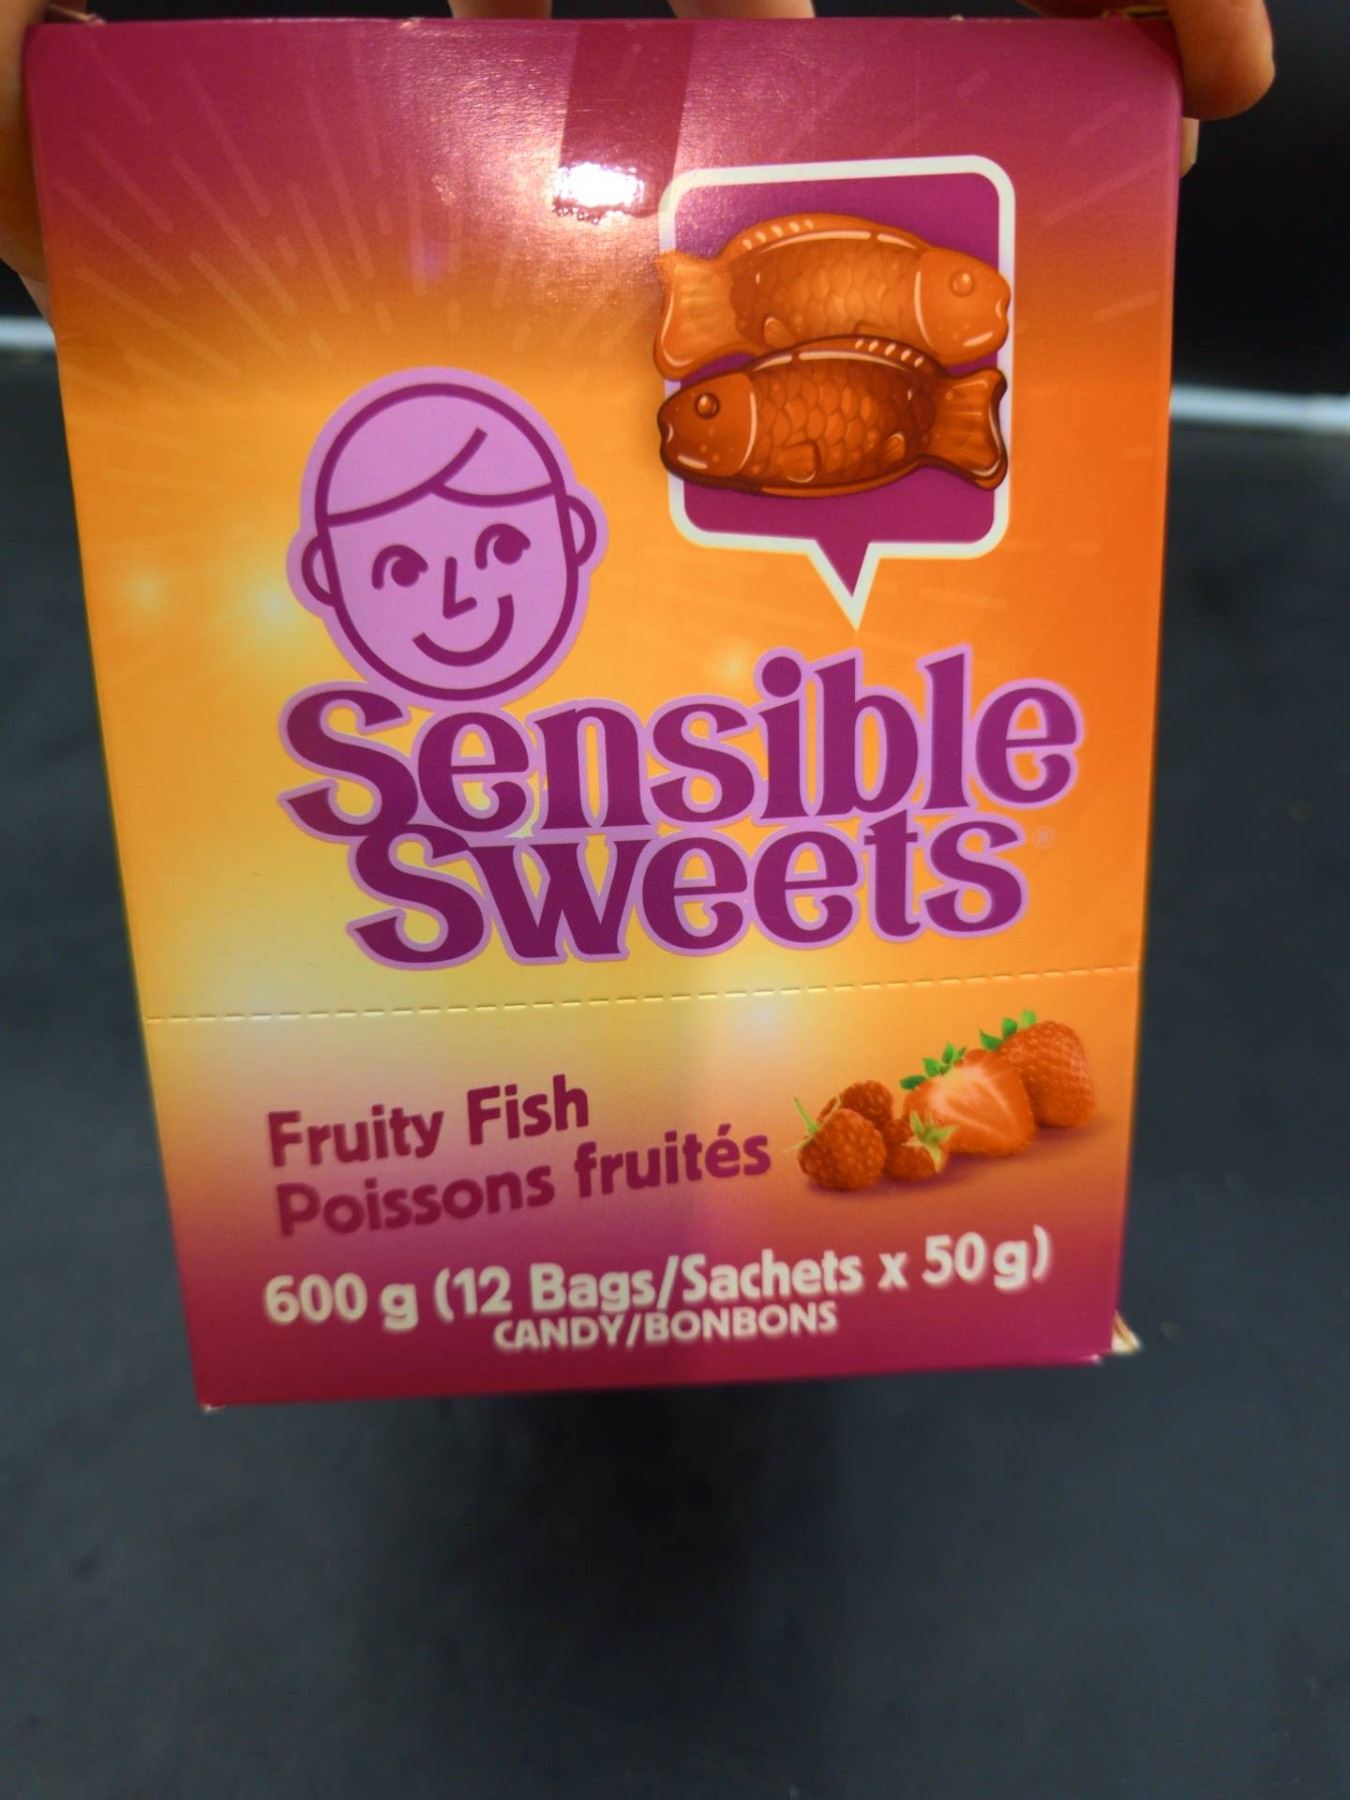 Sensible
Sweets®
Fruity Fish
Poissons fruités
600 g (12 Bags/Sachets x 50 g)
CANDY/BONBONS